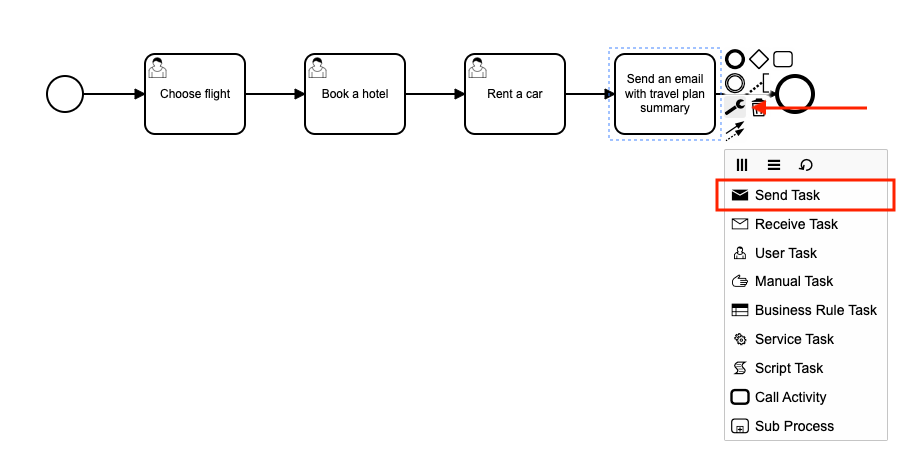 Choose flight
Book a hotel
Rent a car
Send an email
with travel plan
summary
Send Task
Receive Task
User Task
Manual Task
Business Rule Task
Service Task
Script Task
Call Activity
Sub Process